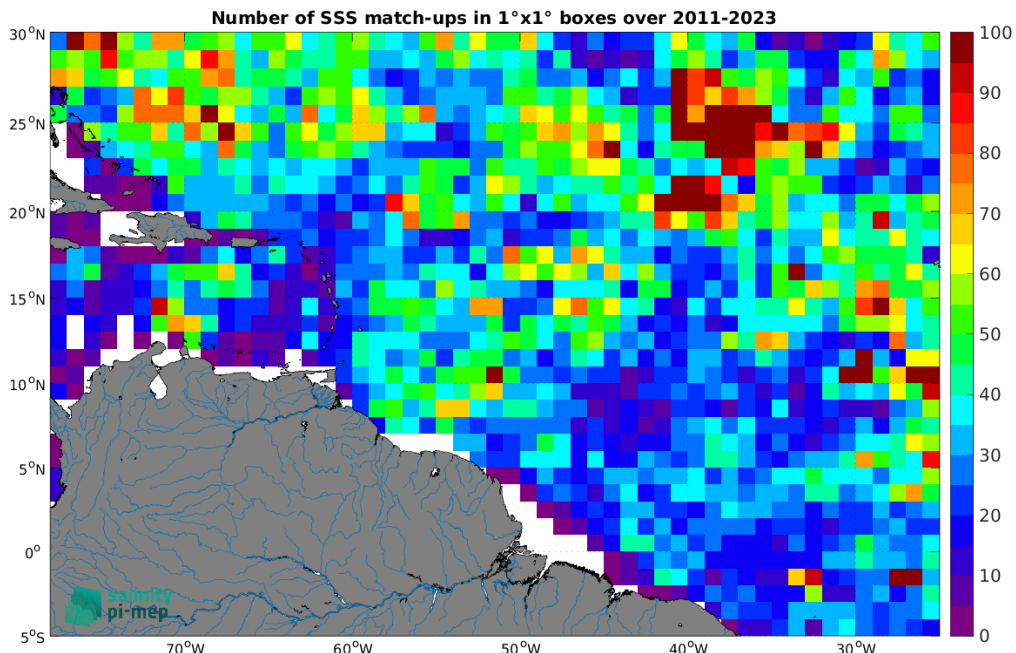 Number of SSS match-ups in 1°x1° boxes over 2011-2023
30°N
25°N
20°N
15°N
10°N
5°N
0°
5°S
70°W
60°W
50°W
40°W
30°W
100
90
80
70
60
50
40
30
20
10
0
salinity
pi-mep